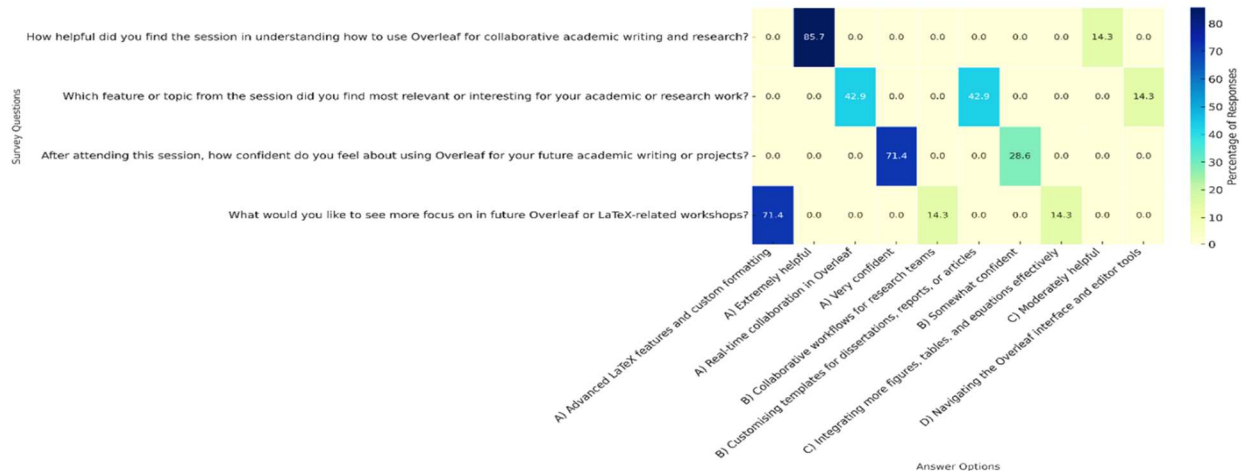 How helpful did you find the session in understanding how to use Overleaf for collaborative academic writing and research?
0.0 85.7 0.0 0.0 0.0 0.0 0.0 0.0 14.3 0.0
Which feature or topic from the session did you find most relevant or interesting for your academic or research work?
0.0 0.0 42.9 0.0 0.0 42.9 0.0 0.0 0.0 14.3
After attending this session, how confident do you feel about using Overleaf for your future academic writing or projects?
0.0 0.0 0.0 71.4 0.0 0.0 28.6 0.0 0.0 0.0
What would you like to see more focus on in future Overleaf or LaTeX-related workshops?
71.4 0.0 0.0 0.0 14.3 0.0 0.0 14.3 0.0 0.0
Survey Questions
A) Advanced LaTeX features and custom formatting
A) Extremely helpful
A) Real-time collaboration in Overleaf
A) Very confident
B) Collaborative workflows for research teams
B) Customising templates for dissertations, reports, or articles
B) Somewhat confident
C) Integrating more figures, tables, and equations effectively
C) Moderately helpful
D) Navigating the Overleaf interface and editor tools
Answer Options
80
70
60
50
40
30
20
10
0
Percentage of Responses